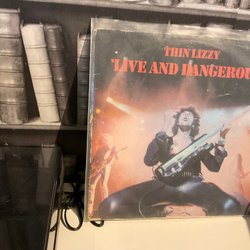 THIN LIZZY
'LIVE AND DANGEROU